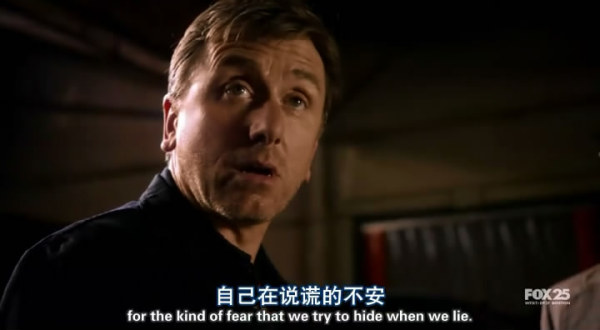 自己在说谎的不安
for the kind of fear that we try to hide when we lie.
FOX25